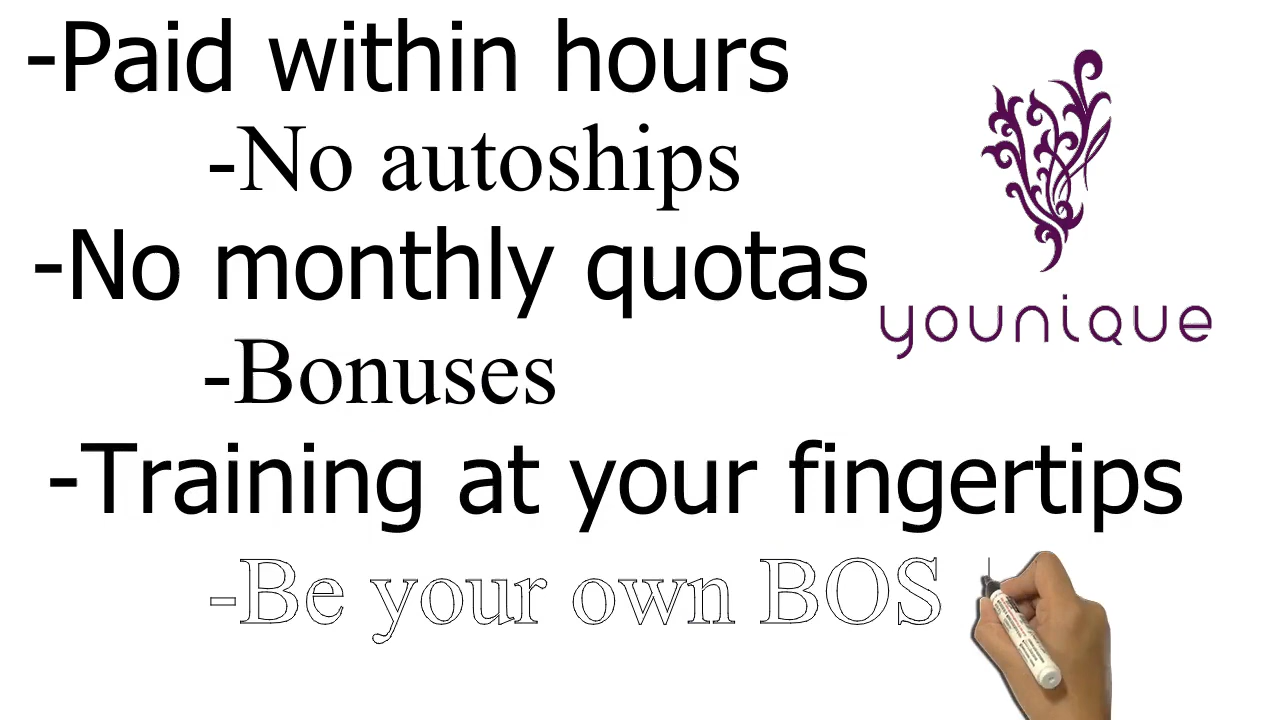 -Paid within hours
-No autoships
-No monthly quotas
younique
-Bonuses
-Training at your fingertips
-Be your own BOS